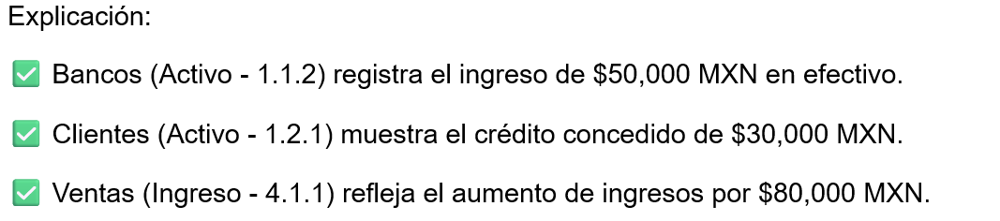 Explicación:
✅ Bancos (Activo - 1.1.2) registra el ingreso de $50,000 MXN en efectivo.
✅ Clientes (Activo - 1.2.1) muestra el crédito concedido de $30,000 MXN.
✅ Ventas (Ingreso - 4.1.1) refleja el aumento de ingresos por $80,000 MXN.